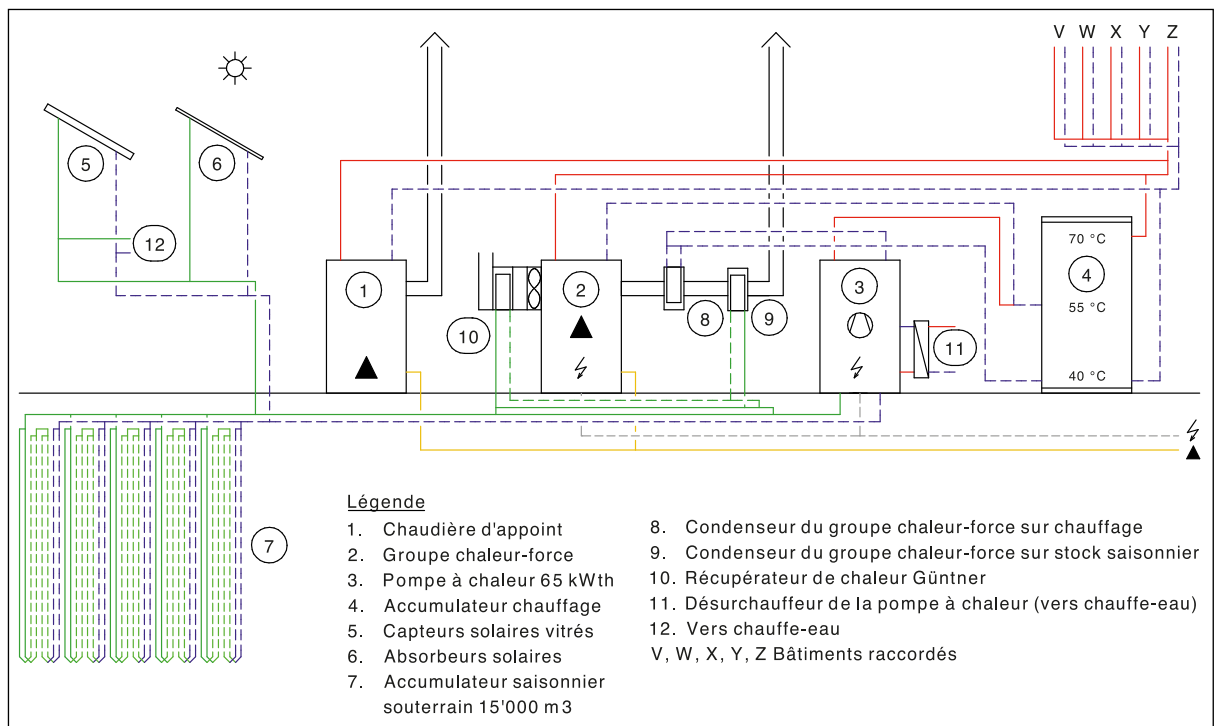 V W X Y Z
5
6
12
1
2
3
4
70 °C
55 °C
40 °C
10
8
9
11
7
Légende
1. Chaudière d'appoint
2. Groupe chaleur-force
3. Pompe à chaleur 65 kWth
4. Accumulateur chauffage
5. Capteurs solaires vitrés
6. Absorbeurs solaires
7. Accumulateur saisonnier
souterrain 15'000 m3
8. Condenseur du groupe chaleur-force sur chauffage
9. Condenseur du groupe chaleur-force sur stock saisonnier
10. Récupérateur de chaleur Güntner
11. Désurchauffeur de la pompe à chaleur (vers chauffe-eau)
12. Vers chauffe-eau
V, W, X, Y, Z Bâtiments raccordés